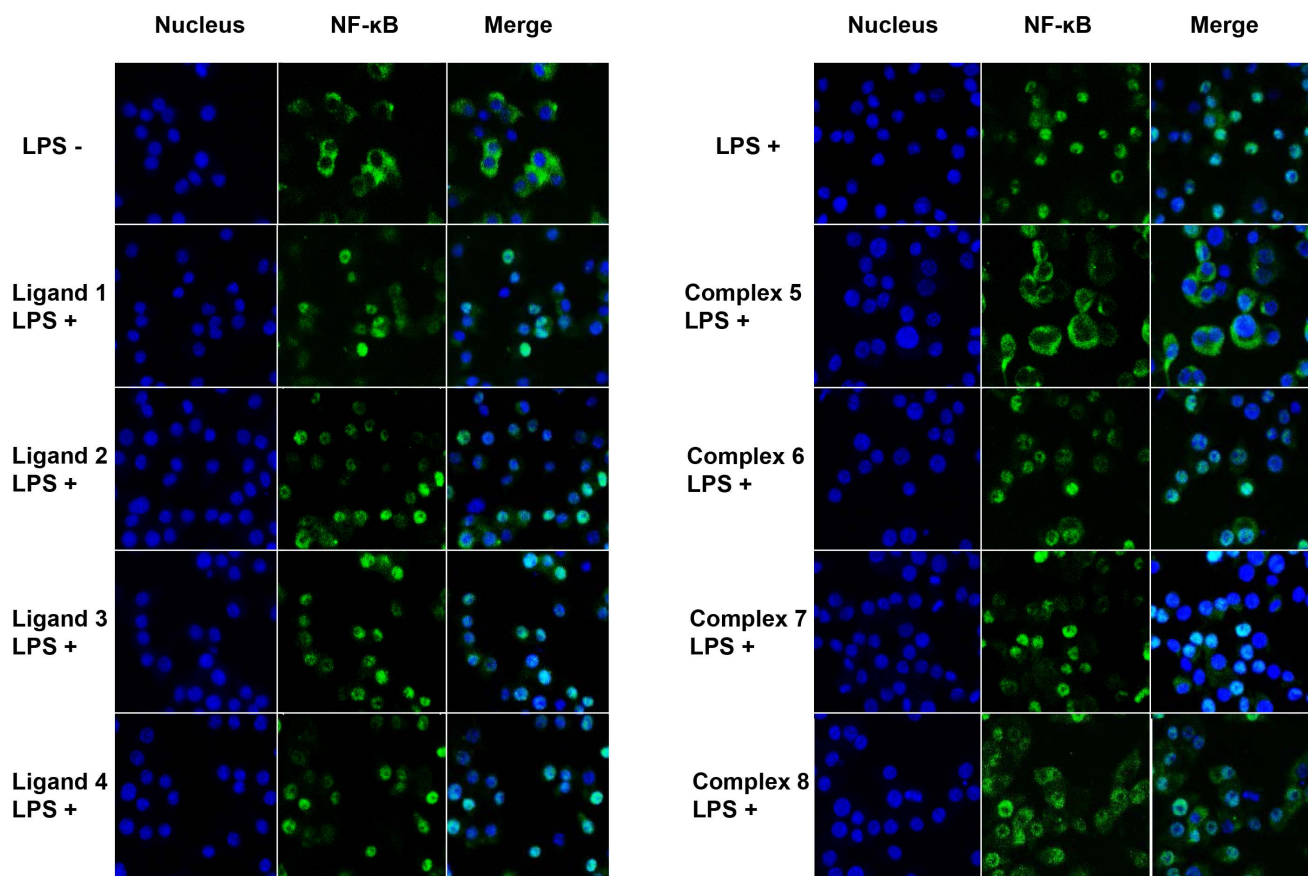 Nucleus NF-κB Merge
LPS -
Ligand 1
LPS +
Ligand 2
LPS +
Ligand 3
LPS +
Ligand 4
LPS +
Nucleus NF-κB Merge
LPS +
Complex 5
LPS +
Complex 6
LPS +
Complex 7
LPS +
Complex 8
LPS +